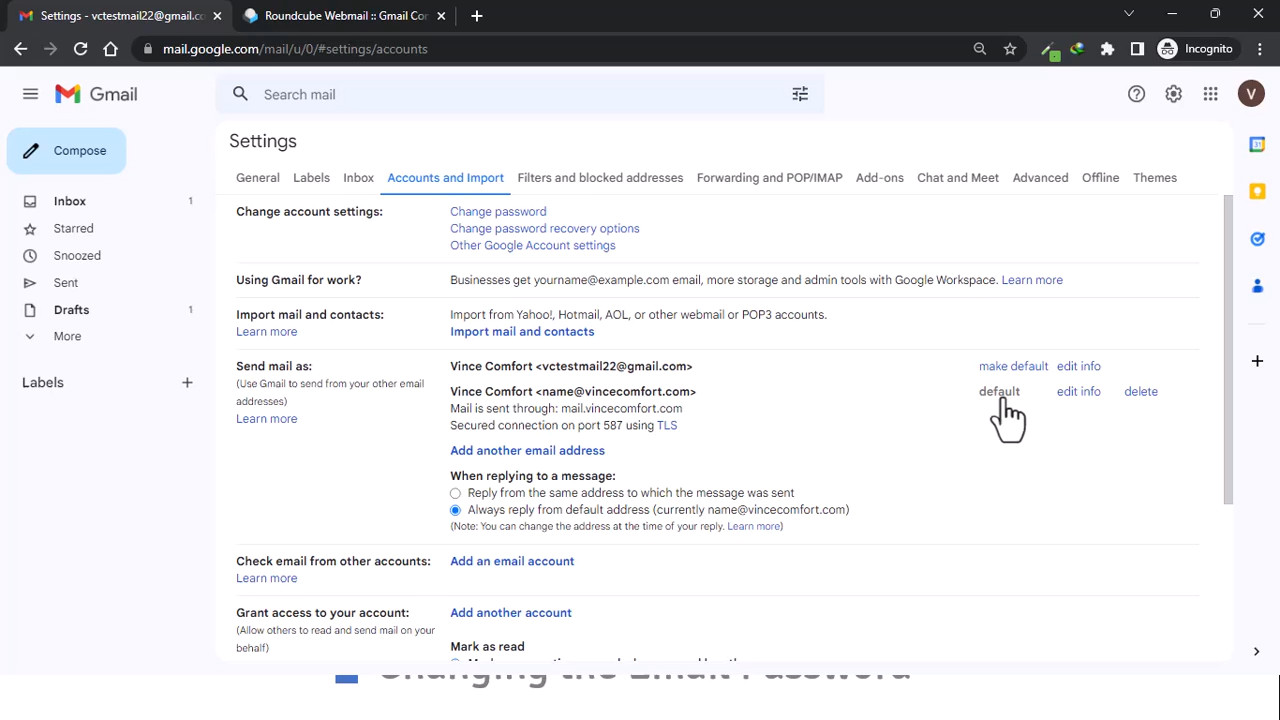 Settings - vctestmail22@gmail.co
Roundcube Webmail :: Gmail Cor
mail.google.com/mail/u/0/#settings/accounts
Incognito
Gmail
Search mail
V
Compose
Inbox 1
Starred
Snoozed
Sent
Drafts 1
More
Labels
Settings
General Labels Inbox Accounts and Import Filters and blocked addresses Forwarding and POP/IMAP Add-ons Chat and Meet Advanced Offline Themes
Change account settings: Change password
Change password recovery options
Other Google Account settings
Using Gmail for work? Businesses get yourname@example.com email, more storage and admin tools with Google Workspace. Learn more
Import mail and contacts: Import from Yahoo!, Hotmail, AOL, or other webmail or POP3 accounts.
Learn more Import mail and contacts
Send mail as: Vince Comfort <vctestmail22@gmail.com> make default edit info
(Use Gmail to send from your other email
addresses)
Learn more
Vince Comfort <name@vincecomfort.com> default edit info delete
Mail is sent through: mail.vincecomfort.com
Secured connection on port 587 using TLS
Add another email address
When replying to a message:
Reply from the same address to which the message was sent
Always reply from default address (currently name@vincecomfort.com)
(Note: You can change the address at the time of your reply. Learn more)
Check email from other accounts: Add an email account
Learn more
Grant access to your account: Add another account
(Allow others to read and send mail on your
behalf)
Mark as read
Changing the Email Password